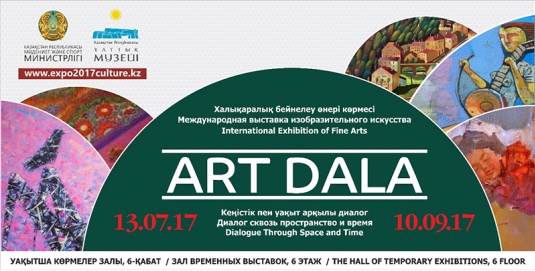 ҚАЗАҚСТАН РЕСПУБЛИКАСЫ
МӘДЕНИЕТ ЖӘНЕ СПОРТ
МИНИСТРЛІГІ
Қазақстан Республикасы
ҰЛТТЫҚ
МУЗЕЙІ
www.expo2017culture.kz
Халықаралық бейнелеу өнері көрмесі
Международная выставка изобразительного искусства
International Exhibition of Fine Arts
ART DALA
13.07.17
Кеңістік пен уақыт арқылы диалог
Диалог сквозь пространство и время
Dialogue Through Space and Time
10.09.17
УАҚЫТША КӨРМЕЛЕР ЗАЛЫ, 6-ҚАБАТ / ЗАЛ ВРЕМЕННЫХ ВЫСТАВОК, 6 ЭТАЖ / THE HALL OF TEMPORARY EXHIBITIONS, 6 FLOOR